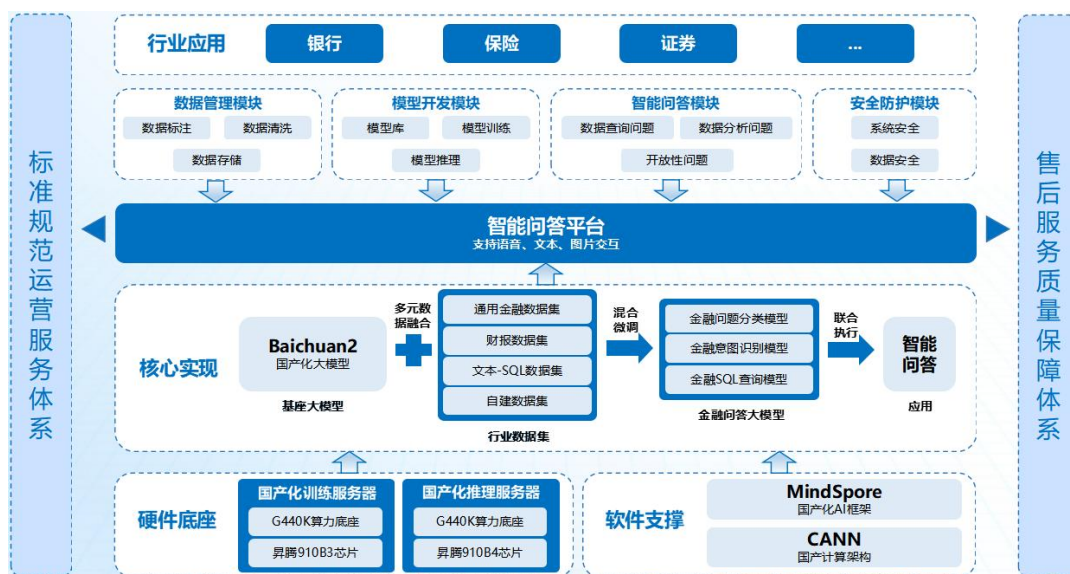 标准规范运营服务体系
行业应用
银行
保险
证券
...
数据管理模块
数据标注
数据清洗
数据存储
模型开发模块
模型库
模型训练
模型推理
智能问答模块
数据查询问题
数据分析问题
开放性问题
安全防护模块
系统安全
数据安全
智能问答平台
支持语音、文本、图片交互
核心实现
Baichuan2
国产化大模型
基座大模型
多元数
据融合
通用金融数据集
财报数据集
文本-SQL数据集
自建数据集
行业数据集
混合
微调
金融问题分类模型
金融意图识别模型
金融SQL查询模型
金融问答大模型
联合
执行
智能
问答
应用
硬件底座
国产化训练服务器
G440K算力底座
昇腾910B3芯片
国产化推理服务器
G440K算力底座
昇腾910B4芯片
软件支撑
MindSpore
国产化AI框架
CANN
国产计算架构
售后服务质量保障体系